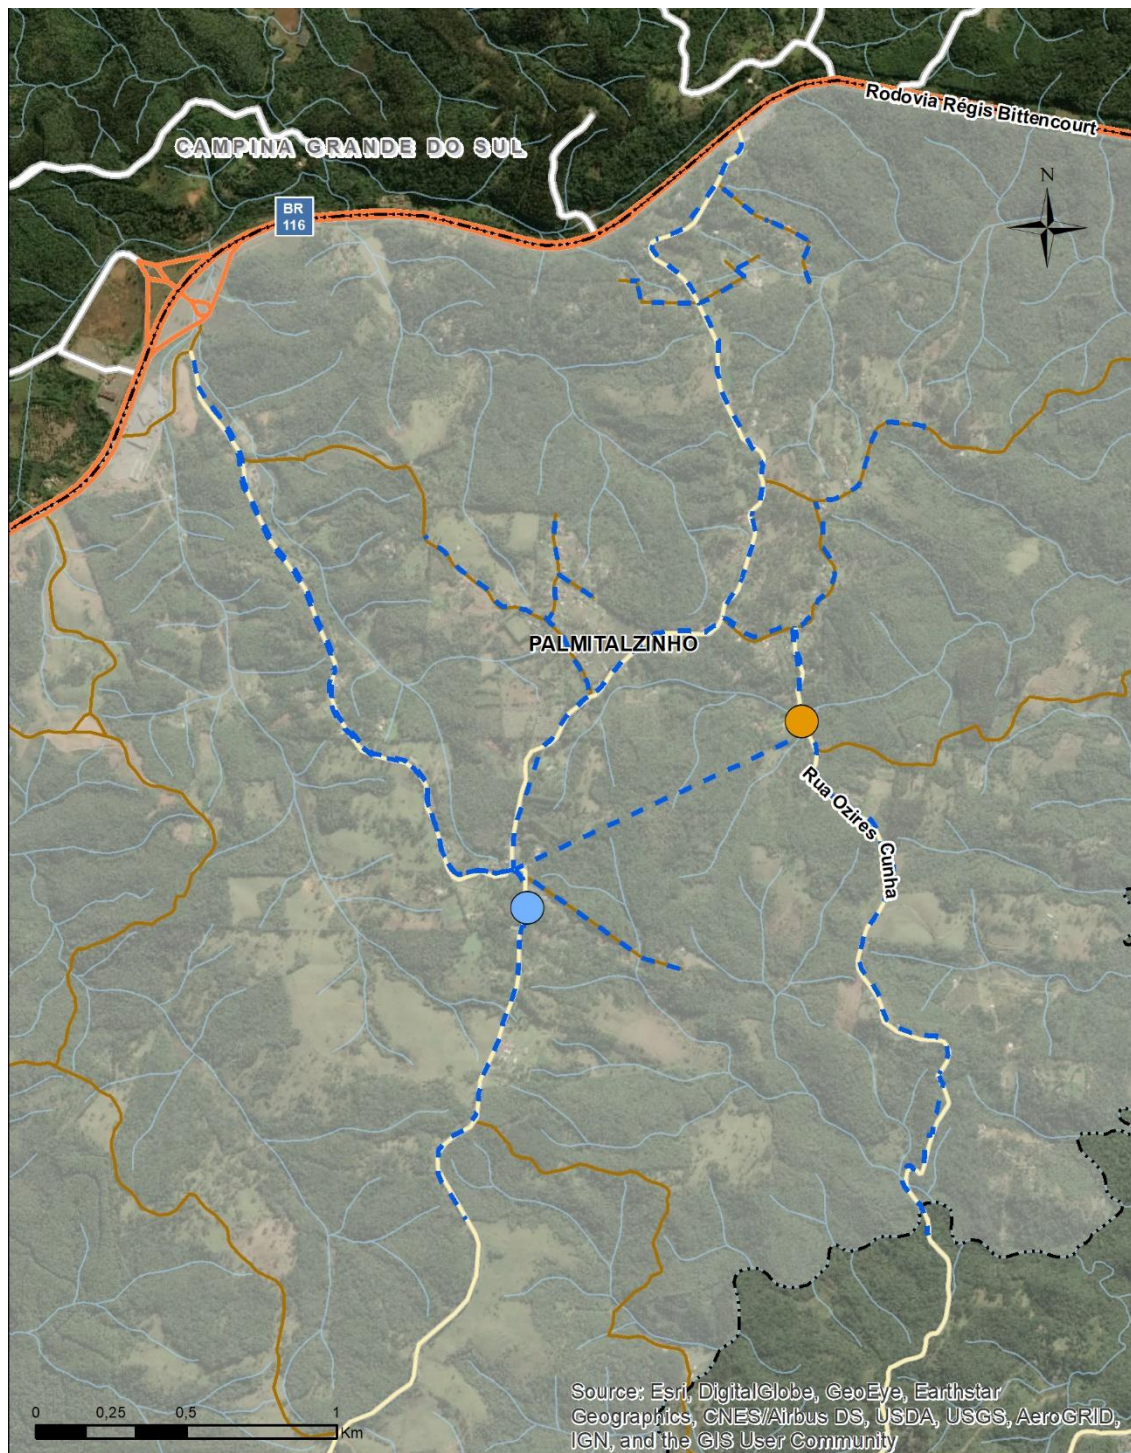 Rodovia Régis Bittencourt
CAMPINA GRANDE DO SUL
N
BR
116
PALMITALZINHO
Rua Ozires Cunha
Source: Esri, DigitalGlobe, GeoEye, Earthstar
Geographics, CNES/Airbus DS, USDA, USGS, AeroGRID,
IGN, and the GIS User Community
0 0,25 0,5 1
Km